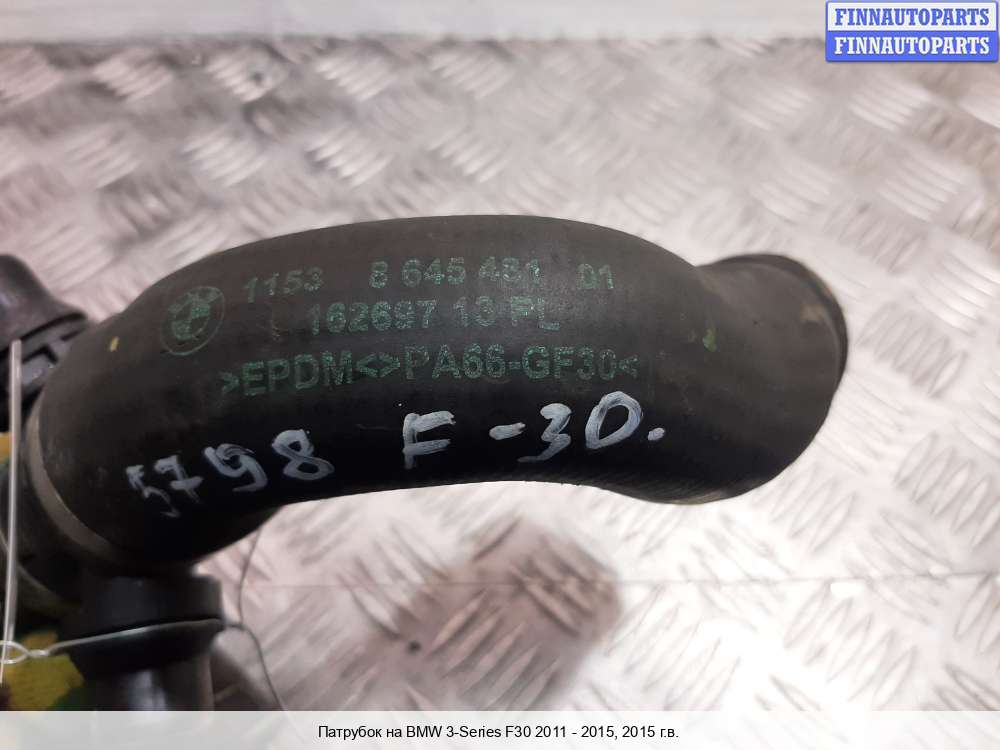 FINNAUTOPARTS
FINNAUTOPARTS
1153 8 645 481 01
162697 13 PL
>EPDM<>PA66-GF30<
5798 F-30.
Патрубок на BMW 3-Series F30 2011 - 2015, 2015 г.в.